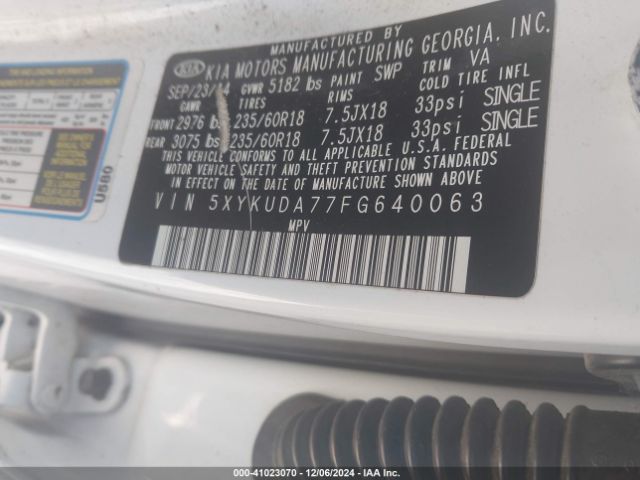 MANUFACTURED BY
KIA KIA MOTORS MANUFACTURING GEORGIA, INC.
SEP/23/14 GVWR 5182 lbs PAINT SWP TRIM VA
GAWR TIRES RIMS COLD TIRE INFL
FRONT 2976 lbs 235/60R18 7.5JX18 33psi SINGLE
REAR 3075 lbs 235/60R18 7.5JX18 33psi SINGLE
THIS VEHICLE CONFORMS TO ALL APPLICABLE U.S.A. FEDERAL
MOTOR VEHICLE SAFETY AND THEFT PREVENTION STANDARDS
IN EFFECT ON THE DATE OF MANUFACTURE SHOWN ABOVE
VIN 5XYKUDA77FG640063
MPV
U5B0
000-41023070 • 12/06/2024 • IAA Inc.